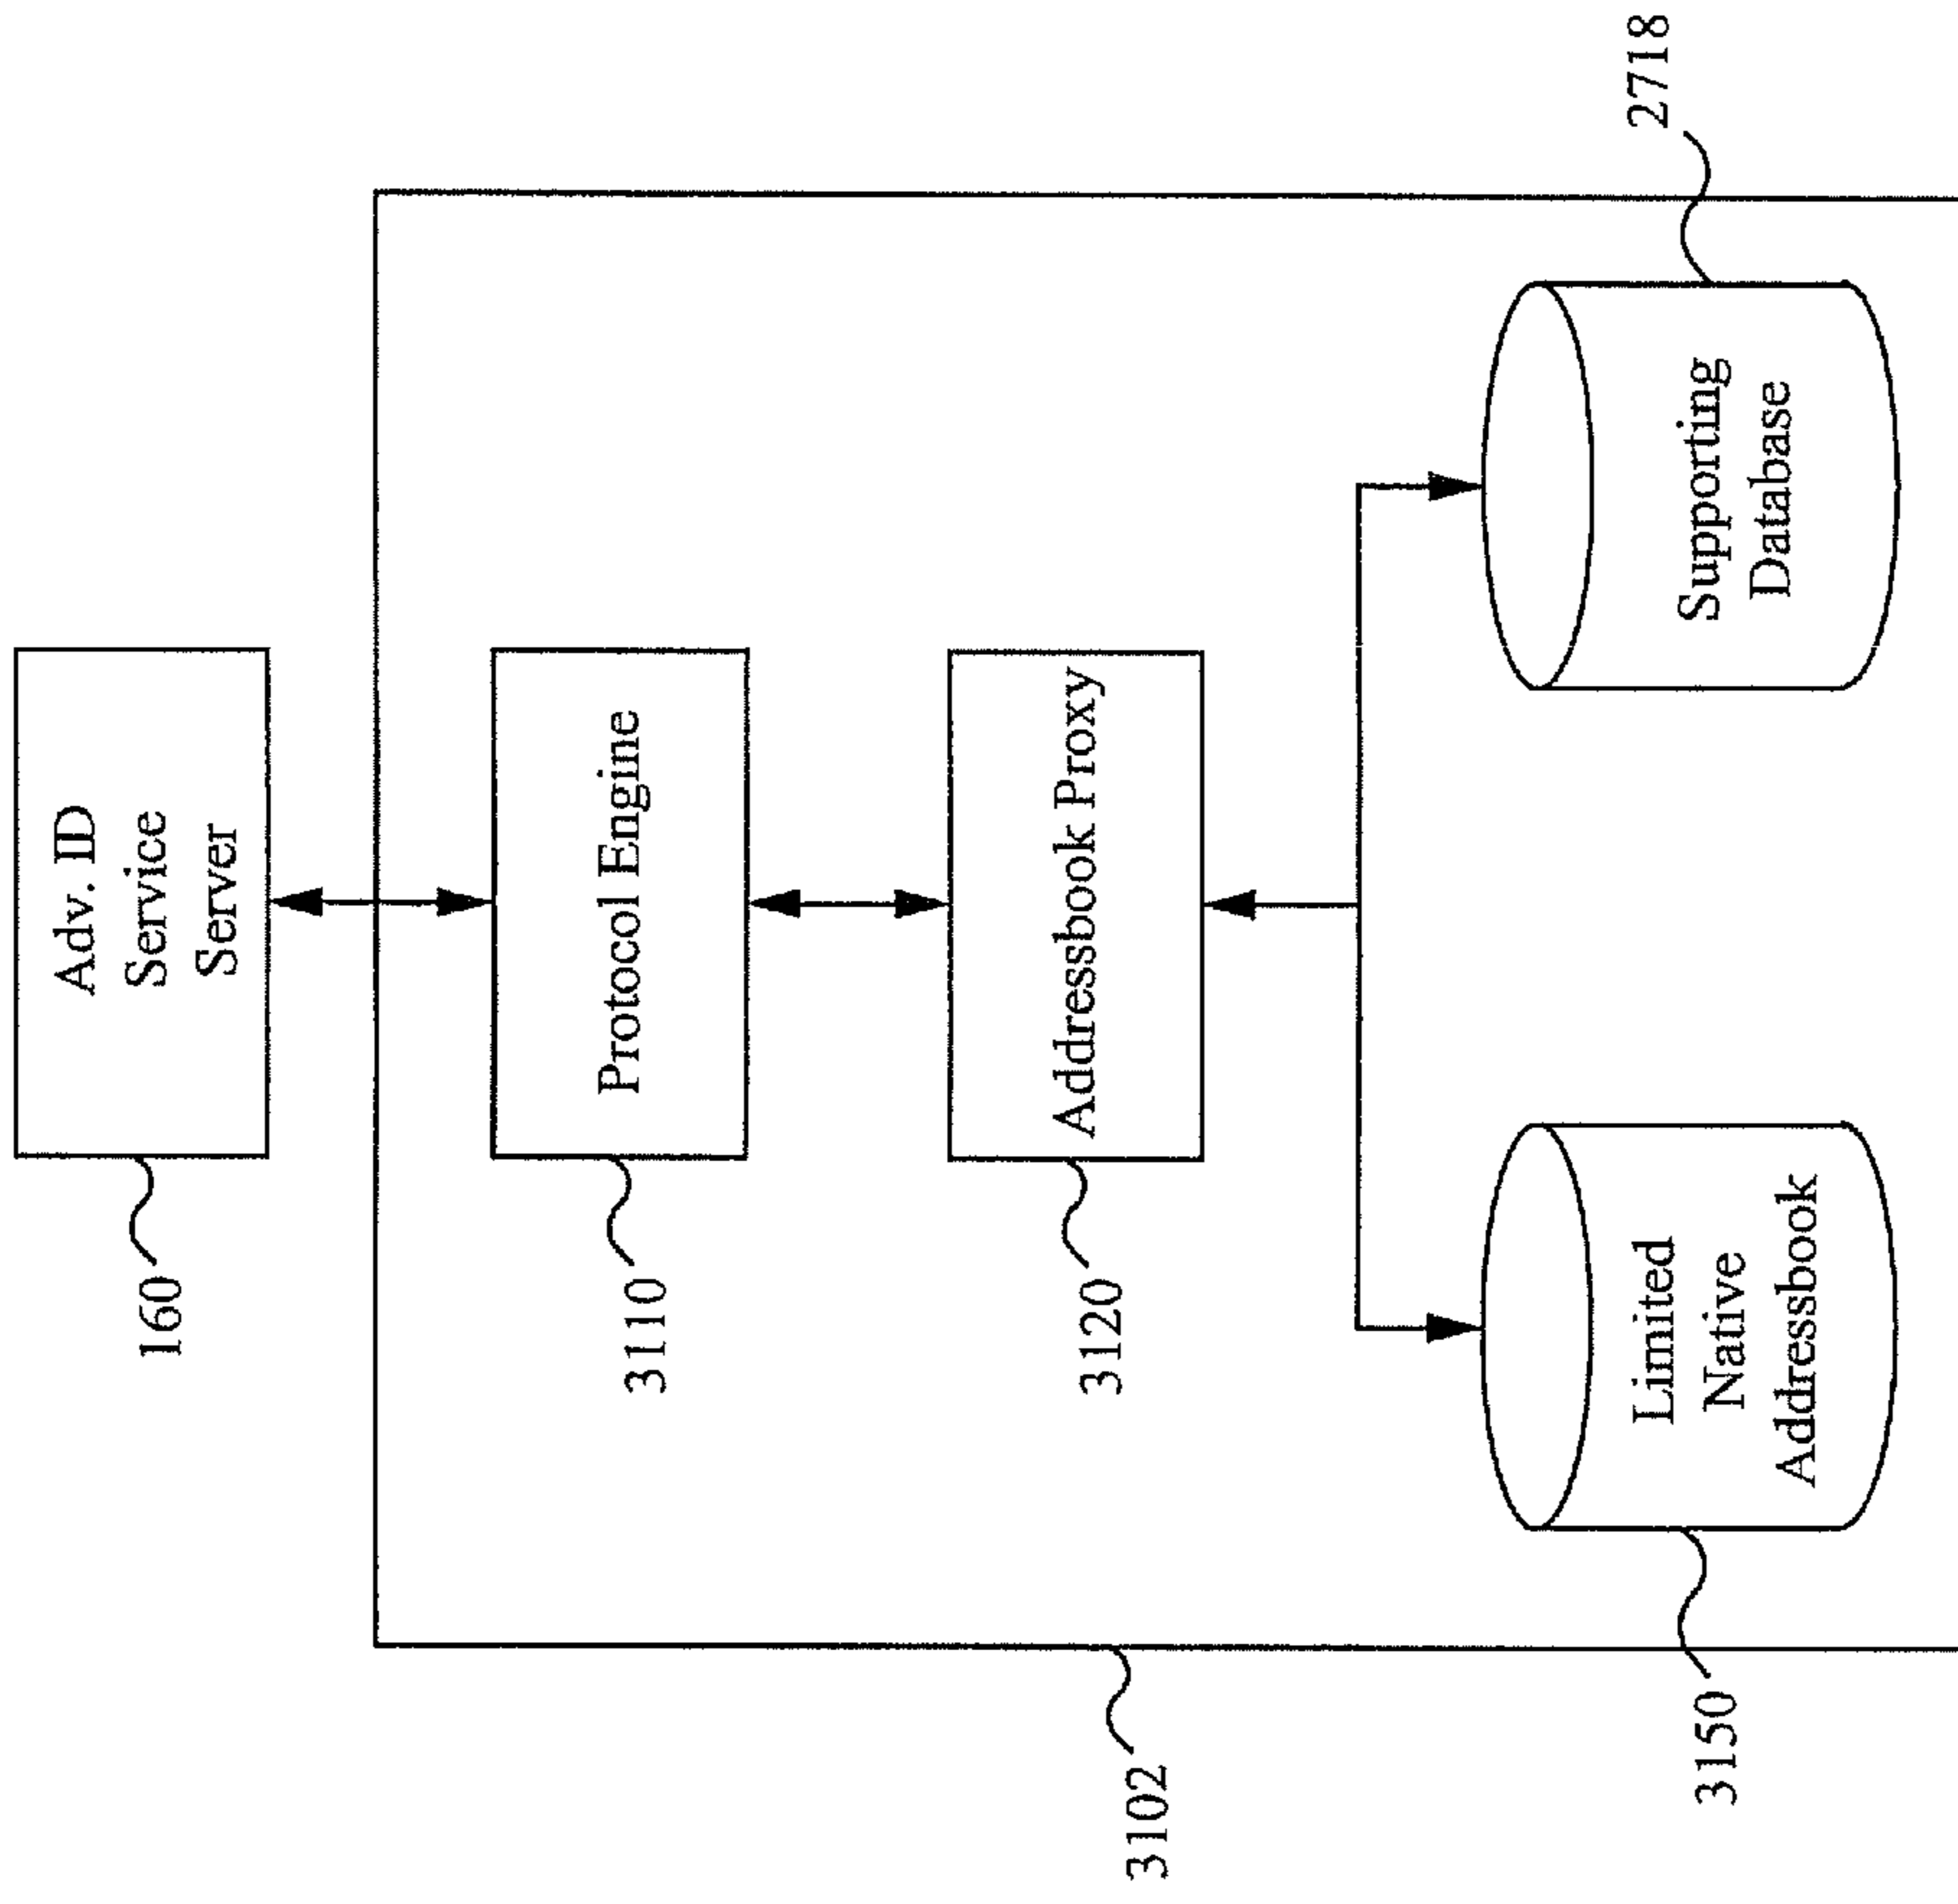 Adv. ID
Service
Server
160
Protocol Engine
3110
Addressbook Proxy
3120
3102
Limited
Native
Addressbook
3150
Supporting
Database
2718